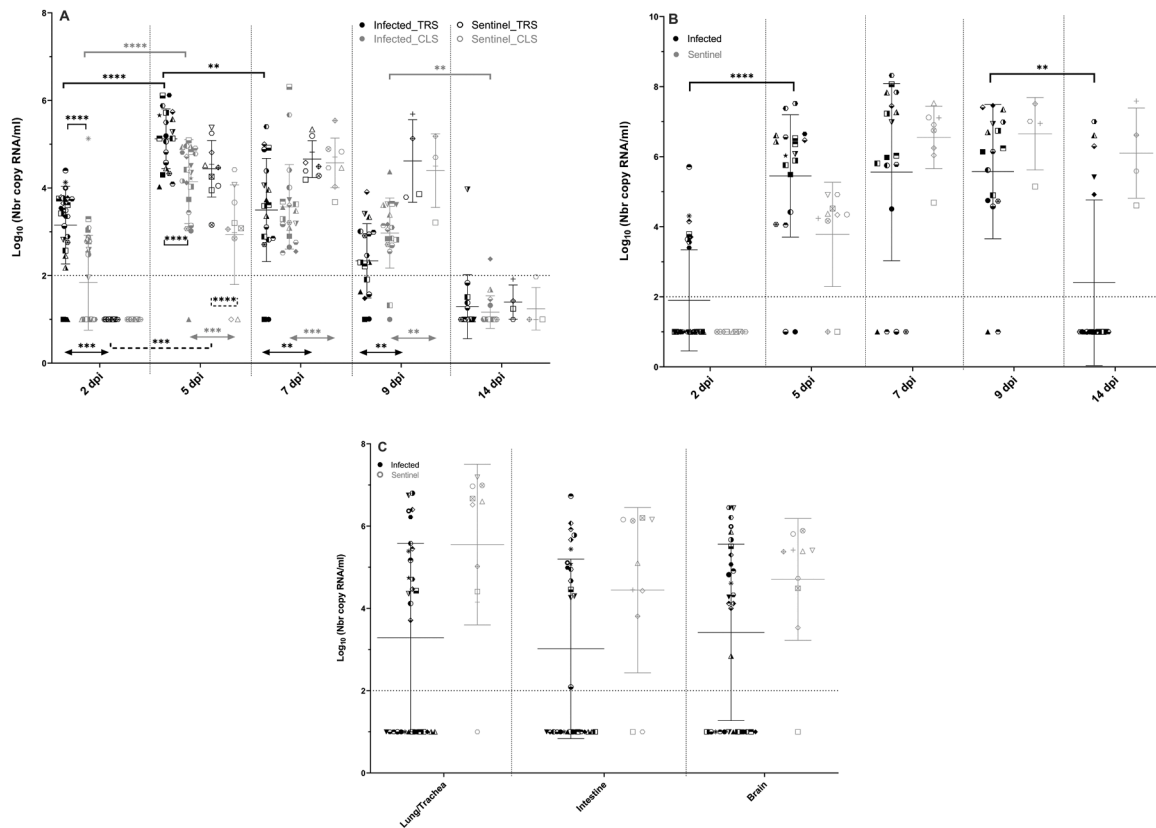 A
Infected_TRS
Sentinel_TRS
Infected_CLS
Sentinel_CLS
Log10 (Nbr copy RNA/ml)
8
6
4
2
0
****
****
**
**
****
****
****
***
***
**
***
***
**
**
2 dpi
5 dpi
7 dpi
9 dpi
14 dpi
B
Infected
Sentinel
Log10 (Nbr copy RNA/ml)
10
8
6
4
2
0
****
**
2 dpi
5 dpi
7 dpi
9 dpi
14 dpi
C
Infected
Sentinel
Log10 (Nbr copy RNA/ml)
8
6
4
2
0
Lung/Trachea
Intestine
Brain